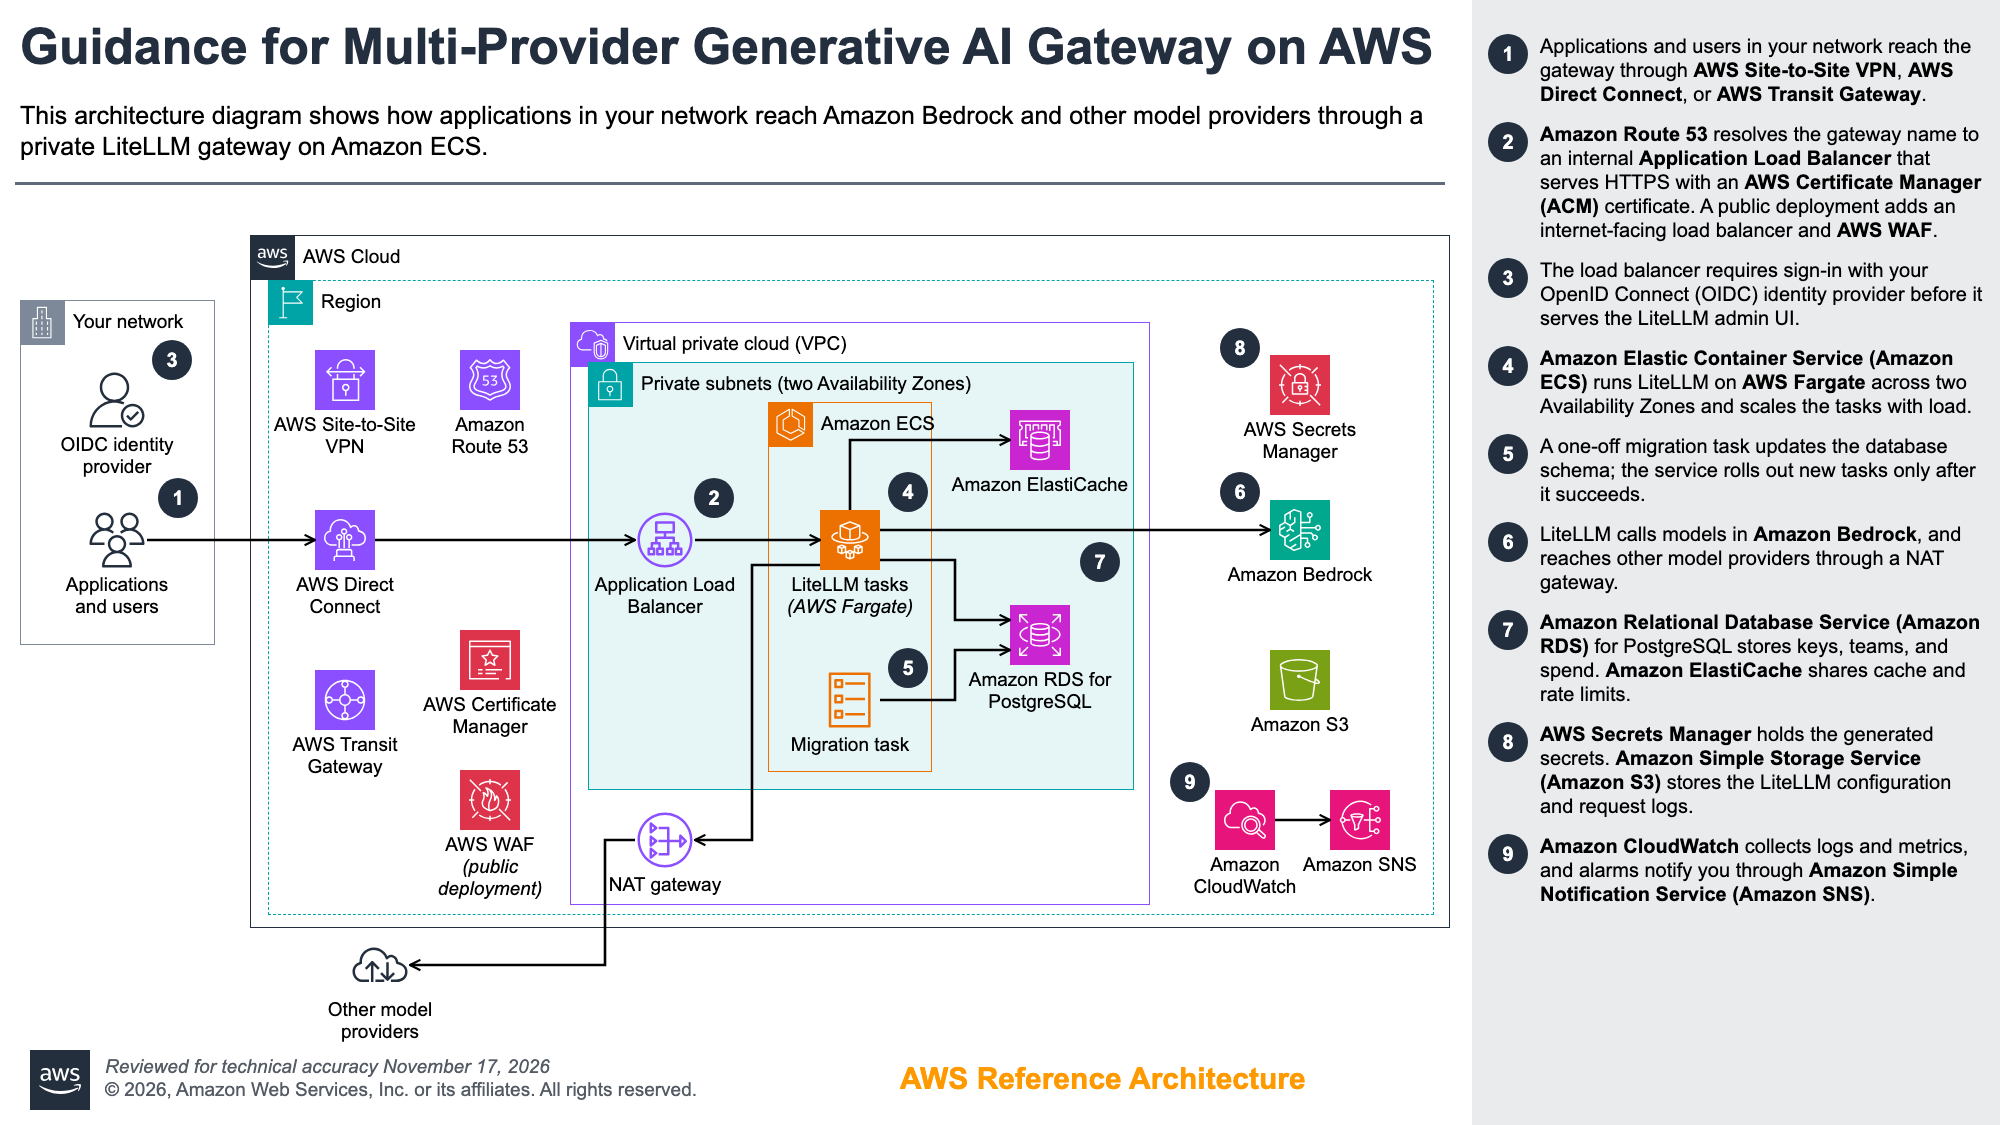 Guidance for Multi-Provider Generative AI Gateway on AWS
This architecture diagram shows how applications in your network reach Amazon Bedrock and other model providers through a
private LiteLLM gateway on Amazon ECS.
aws
AWS Cloud
Region
Your network
3
OIDC identity
provider
1
Applications
and users
AWS Site-to-Site
VPN
53
Amazon
Route 53
AWS Direct
Connect
AWS Transit
Gateway
AWS Certificate
Manager
AWS WAF
(public
deployment)
Virtual private cloud (VPC)
Private subnets (two Availability Zones)
Amazon ECS
Amazon ElastiCache
2
4
Application Load
Balancer
LiteLLM tasks
(AWS Fargate)
7
5
Amazon RDS for
PostgreSQL
Migration task
NAT gateway
8
AWS Secrets
Manager
6
Amazon Bedrock
Amazon S3
9
Amazon
CloudWatch
Amazon SNS
Other model
providers
aws
Reviewed for technical accuracy November 17, 2026
© 2026, Amazon Web Services, Inc. or its affiliates. All rights reserved.
AWS Reference Architecture
1
Applications and users in your network reach the
gateway through AWS Site-to-Site VPN, AWS
Direct Connect, or AWS Transit Gateway.
2
Amazon Route 53 resolves the gateway name to
an internal Application Load Balancer that
serves HTTPS with an AWS Certificate Manager
(ACM) certificate. A public deployment adds an
internet-facing load balancer and AWS WAF.
3
The load balancer requires sign-in with your
OpenID Connect (OIDC) identity provider before it
serves the LiteLLM admin UI.
4
Amazon Elastic Container Service (Amazon
ECS) runs LiteLLM on AWS Fargate across two
Availability Zones and scales the tasks with load.
5
A one-off migration task updates the database
schema; the service rolls out new tasks only after
it succeeds.
6
LiteLLM calls models in Amazon Bedrock, and
reaches other model providers through a NAT
gateway.
7
Amazon Relational Database Service (Amazon
RDS) for PostgreSQL stores keys, teams, and
spend. Amazon ElastiCache shares cache and
rate limits.
8
AWS Secrets Manager holds the generated
secrets. Amazon Simple Storage Service
(Amazon S3) stores the LiteLLM configuration
and request logs.
9
Amazon CloudWatch collects logs and metrics,
and alarms notify you through Amazon Simple
Notification Service (Amazon SNS).